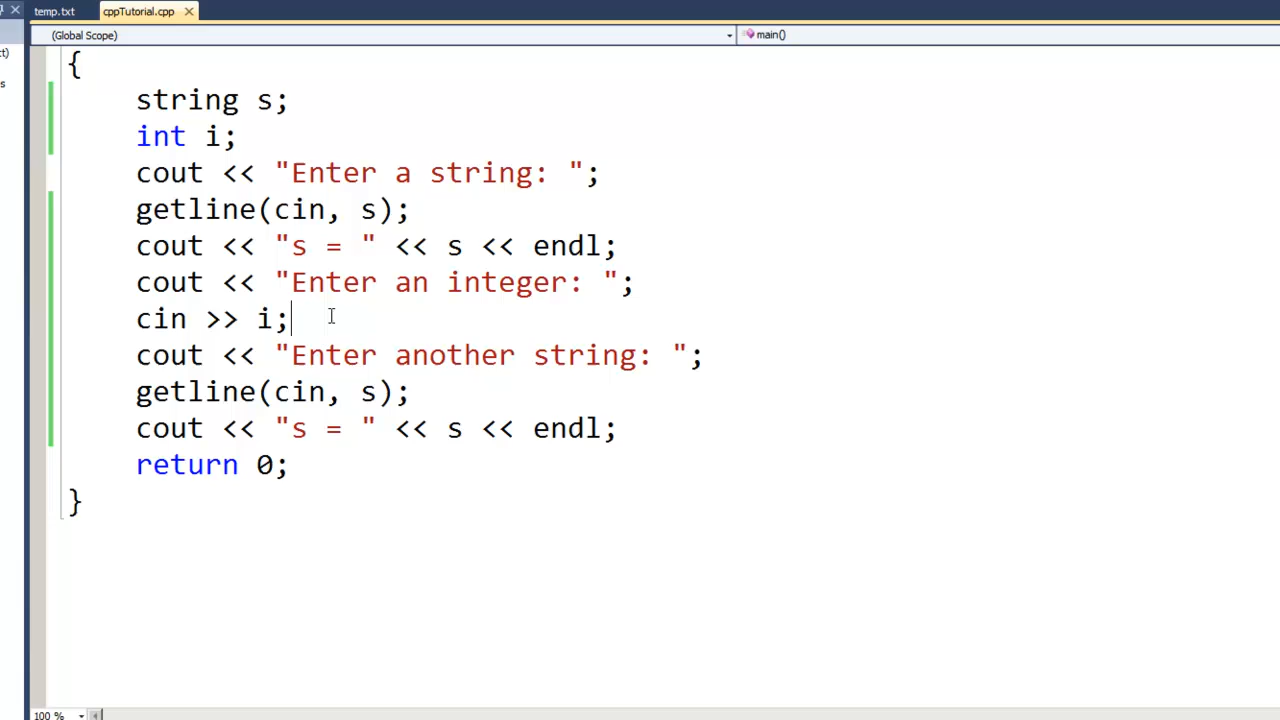 temp.txt cppTutorial.cpp
(Global Scope) main()
{
string s;
int i;
cout << "Enter a string: ";
getline(cin, s);
cout << "s = " << s << endl;
cout << "Enter an integer: ";
cin >> i;
cout << "Enter another string: ";
getline(cin, s);
cout << "s = " << s << endl;
return 0;
}
100 %